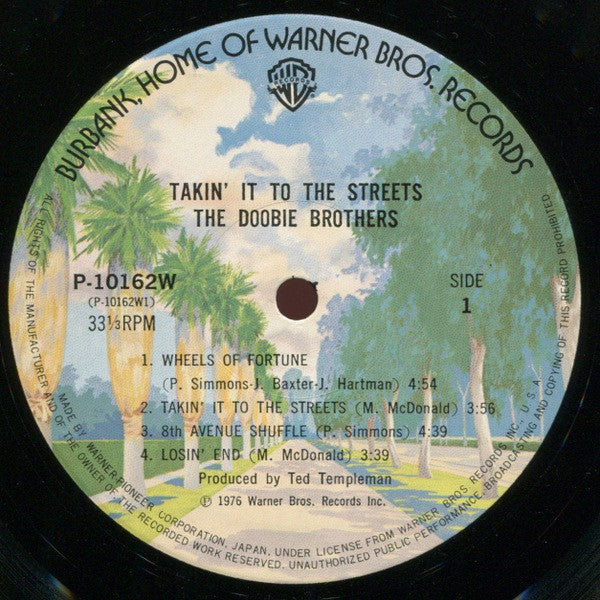 BURBANK, HOME OF WARNER BROS. RECORDS
RECORDS
TAKIN' IT TO THE STREETS
THE DOOBIE BROTHERS
P-10162W
(P-10162W1)
33⅓RPM
SIDE
1
1. WHEELS OF FORTUNE
(P. Simmons-J. Baxter-J. Hartman) 4:54
2. TAKIN' IT TO THE STREETS (M. McDonald) 3:56
3. 8th AVENUE SHUFFLE (P. Simmons) 4:39
4. LOSIN' END (M. McDonald) 3:39
Produced by Ted Templeman
℗ 1976 Warner Bros. Records Inc.
MADE BY WARNER-PIONEER CORPORATION, JAPAN, UNDER LICENSE FROM WARNER BROS. RECORDS INC., U.S.A.
ALL RIGHTS OF THE MANUFACTURER AND OF THE OWNER OF THE RECORDED WORK RESERVED. UNAUTHORIZED PUBLIC PERFORMANCE, BROADCASTING AND COPYING OF THIS RECORD PROHIBITED